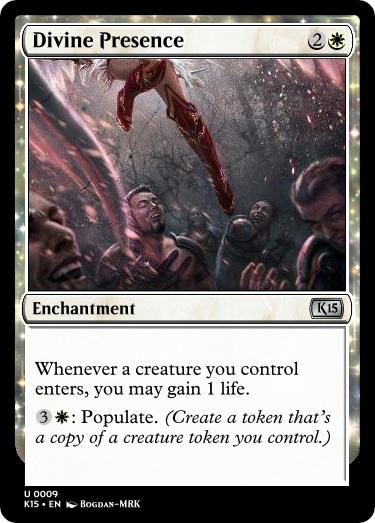 Divine Presence 2
Enchantment K15
Whenever a creature you control
enters, you may gain 1 life.
3 : Populate. (Create a token that's
a copy of a creature token you control.)
U 0009
K15 • EN Bogdan-MRK